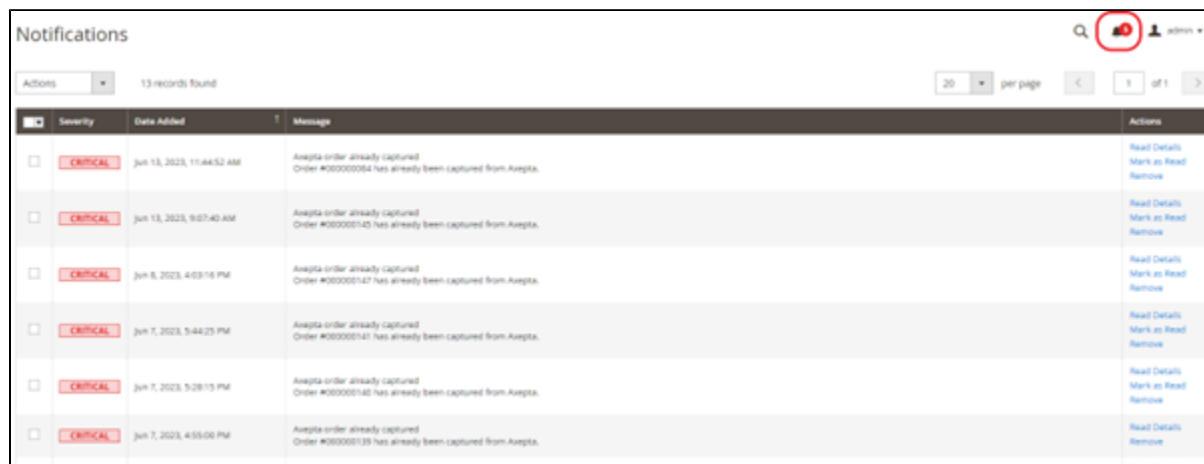 Notifications
admin
Actions
13 records found
20
per page
1
of 1
Severity
Date Added
Message
Actions
CRITICAL
Jun 13, 2023, 11:44:52 AM
Axepta order already captured
Order #000000084 has already been captured from Axepta.
Read Details
Mark as Read
Remove
CRITICAL
Jun 13, 2023, 9:07:40 AM
Axepta order already captured
Order #000000145 has already been captured from Axepta.
Read Details
Mark as Read
Remove
CRITICAL
Jun 8, 2023, 4:03:16 PM
Axepta order already captured
Order #000000147 has already been captured from Axepta.
Read Details
Mark as Read
Remove
CRITICAL
Jun 7, 2023, 5:44:25 PM
Axepta order already captured
Order #000000141 has already been captured from Axepta.
Read Details
Mark as Read
Remove
CRITICAL
Jun 7, 2023, 5:28:15 PM
Axepta order already captured
Order #000000140 has already been captured from Axepta.
Read Details
Mark as Read
Remove
CRITICAL
Jun 7, 2023, 4:55:00 PM
Axepta order already captured
Order #000000139 has already been captured from Axepta.
Read Details
Remove